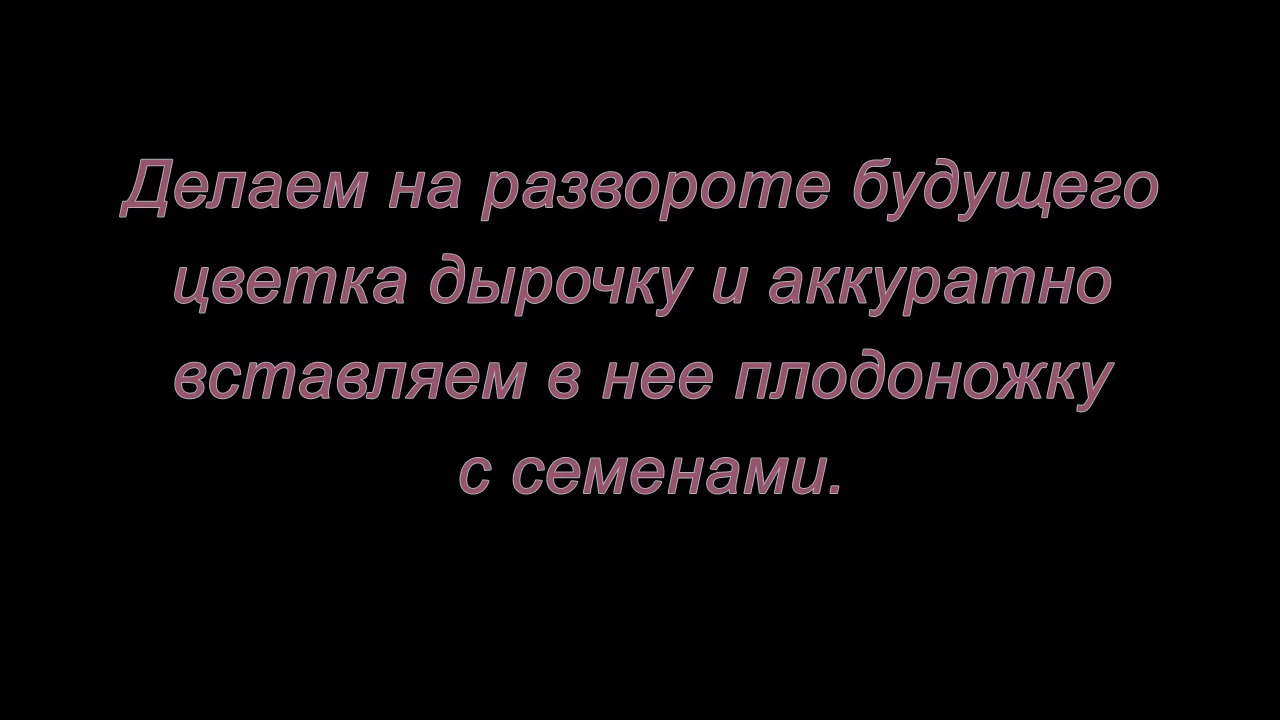 Делаем на развороте будущего
цветка дырочку и аккуратно
вставляем в нее плодоножку
с семенами.